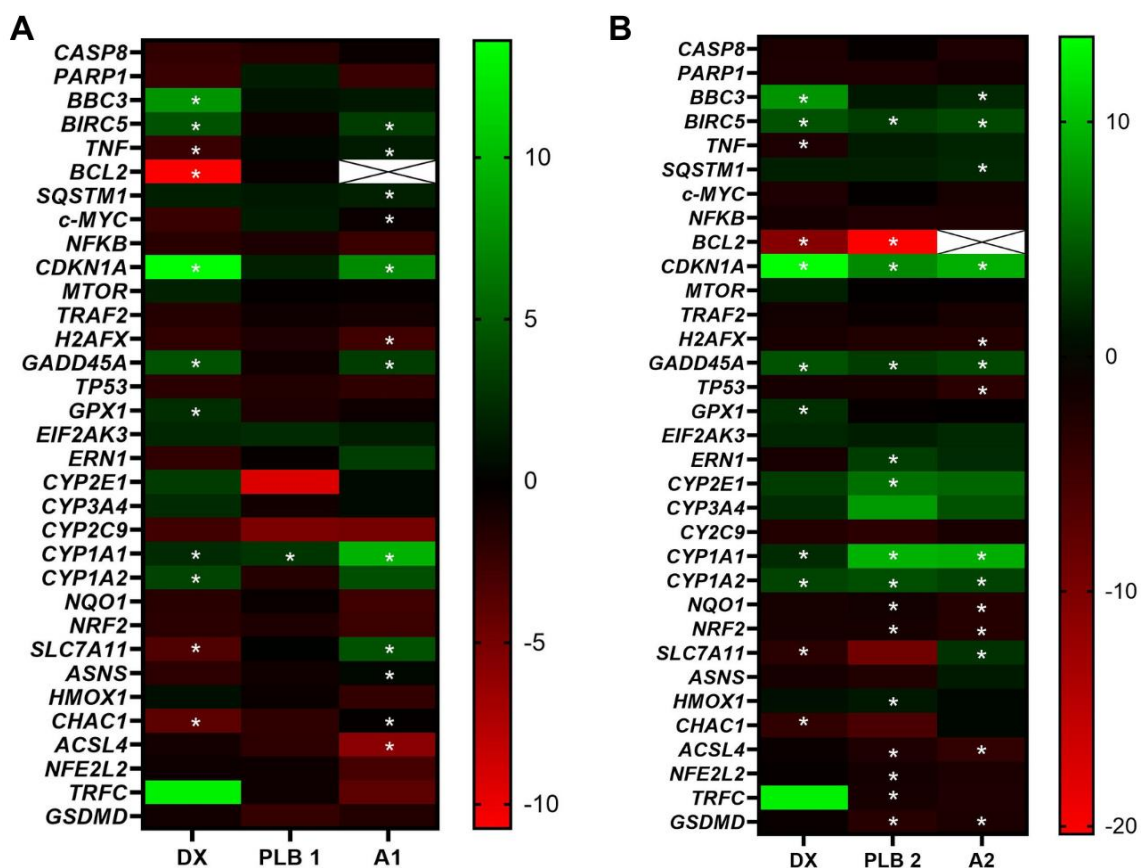 A
CASP8
PARP1
BBC3
BIRC5
TNF
BCL2
SQSTM1
c-MYC
NFKB
CDKN1A
MTOR
TRAF2
H2AFX
GADD45A
TP53
GPX1
EIF2AK3
ERN1
CYP2E1
CYP3A4
CYP2C9
CYP1A1
CYP1A2
NQO1
NRF2
SLC7A11
ASNS
HMOX1
CHAC1
ACSL4
NFE2L2
TRFC
GSDMD
DX PLB 1 A1
10
5
0
-5
-10
B
CASP8
PARP1
BBC3
BIRC5
TNF
SQSTM1
c-MYC
NFKB
BCL2
CDKN1A
MTOR
TRAF2
H2AFX
GADD45A
TP53
GPX1
EIF2AK3
ERN1
CYP2E1
CYP3A4
CY2C9
CYP1A1
CYP1A2
NQO1
NRF2
SLC7A11
ASNS
HMOX1
CHAC1
ACSL4
NFE2L2
TRFC
GSDMD
DX PLB 2 A2
10
0
-10
-20